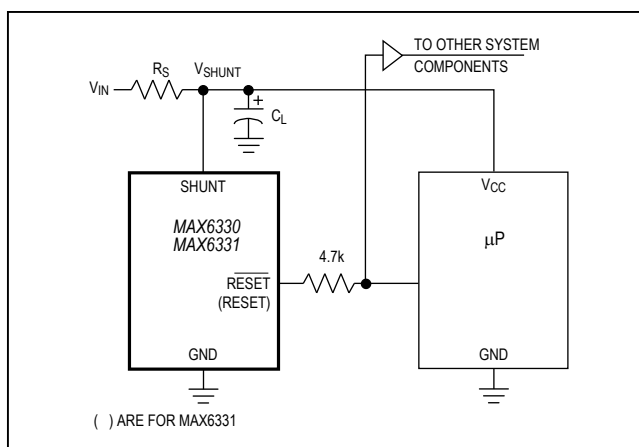 TO OTHER SYSTEM
COMPONENTS
RS
VSHUNT
VIN
+
CL
SHUNT
VCC
MAX6330
MAX6331
μP
4.7k
R̅E̅S̅E̅T̅
(RESET)
GND
GND
( ) ARE FOR MAX6331